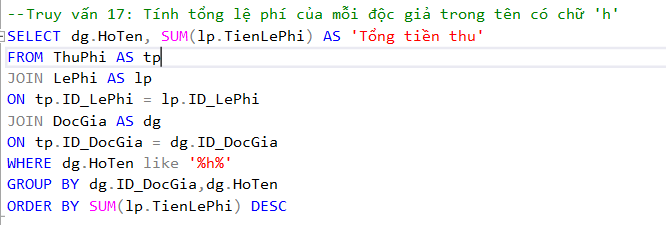 --Truy vấn 17: Tính tổng lệ phí của mỗi độc giả trong tên có chữ 'h'
SELECT dg.HoTen, SUM(lp.TienLePhi) AS 'Tổng tiền thu'
FROM ThuPhi AS tp
JOIN LePhi AS lp
ON tp.ID_LePhi = lp.ID_LePhi
JOIN DocGia AS dg
ON tp.ID_DocGia = dg.ID_DocGia
WHERE dg.HoTen like '%h%'
GROUP BY dg.ID_DocGia,dg.HoTen
ORDER BY SUM(lp.TienLePhi) DESC